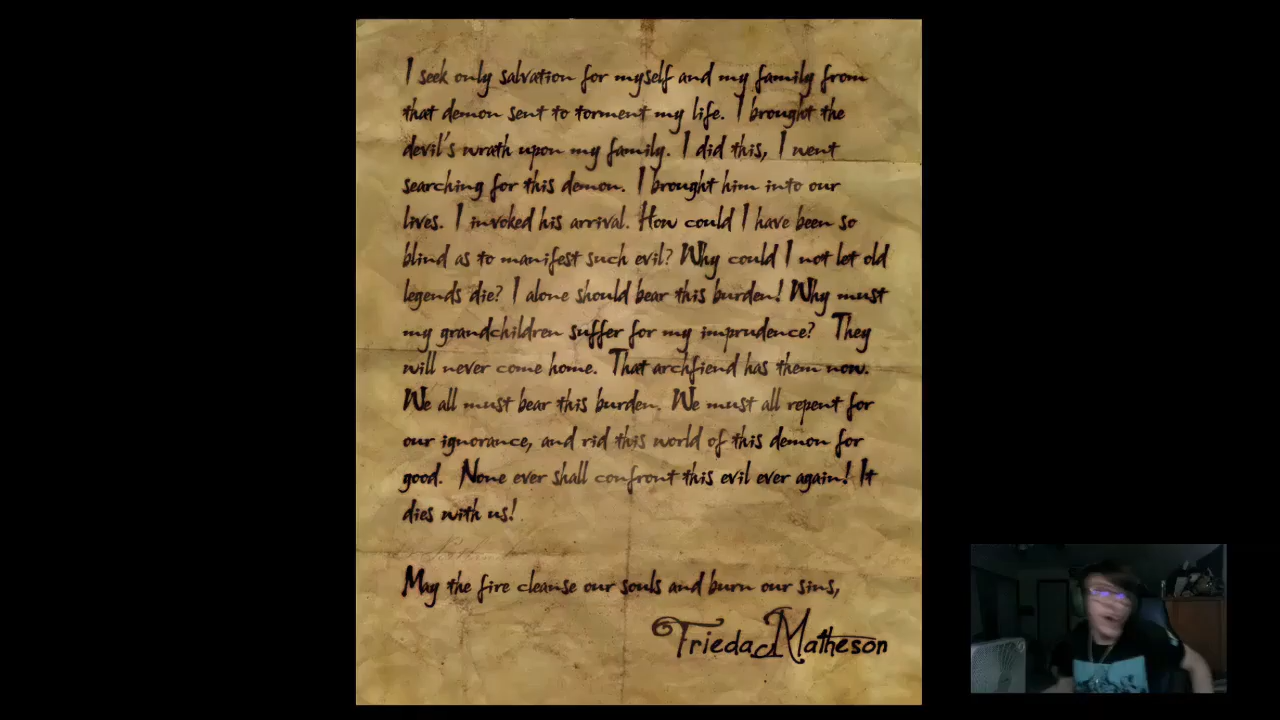 I seek only salvation for myself and my family from
that demon sent to torment my life. I brought the
devil's wrath upon my family. I did this, I went
searching for this demon. I brought him into our
lives. I invoked his arrival. How could I have been so
blind as to manifest such evil? Why could I not let old
legends die? I alone should bear this burden! Why must
my grandchildren suffer for my imprudence? They
will never come home. That archfiend has them now.
We all must bear this burden. We must all repent for
our ignorance, and rid this world of this demon for
good. None ever shall confront this evil ever again! It
dies with us!
May the fire cleanse our souls and burn our sins,
Frieda Matheson